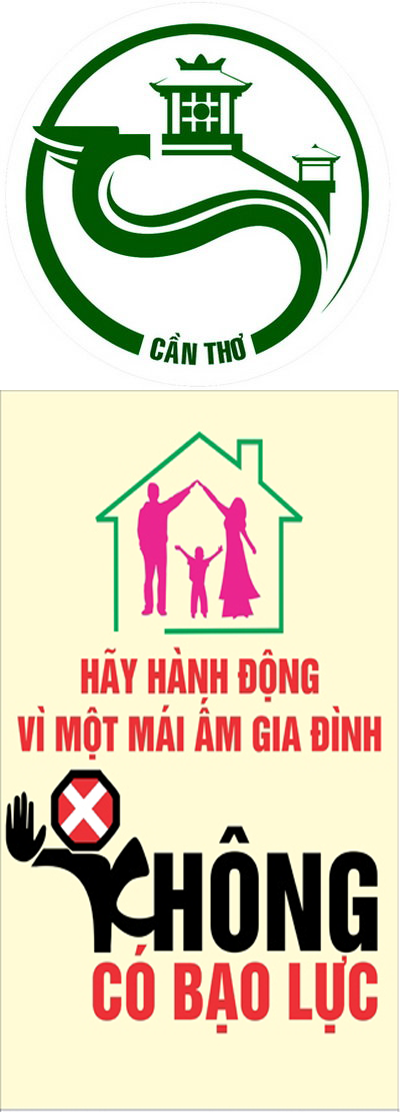 CẦN THƠ
HÃY HÀNH ĐỘNG
VÌ MỘT MÁI ẤM GIA ĐÌNH
KHÔNG
CÓ BẠO LỰC